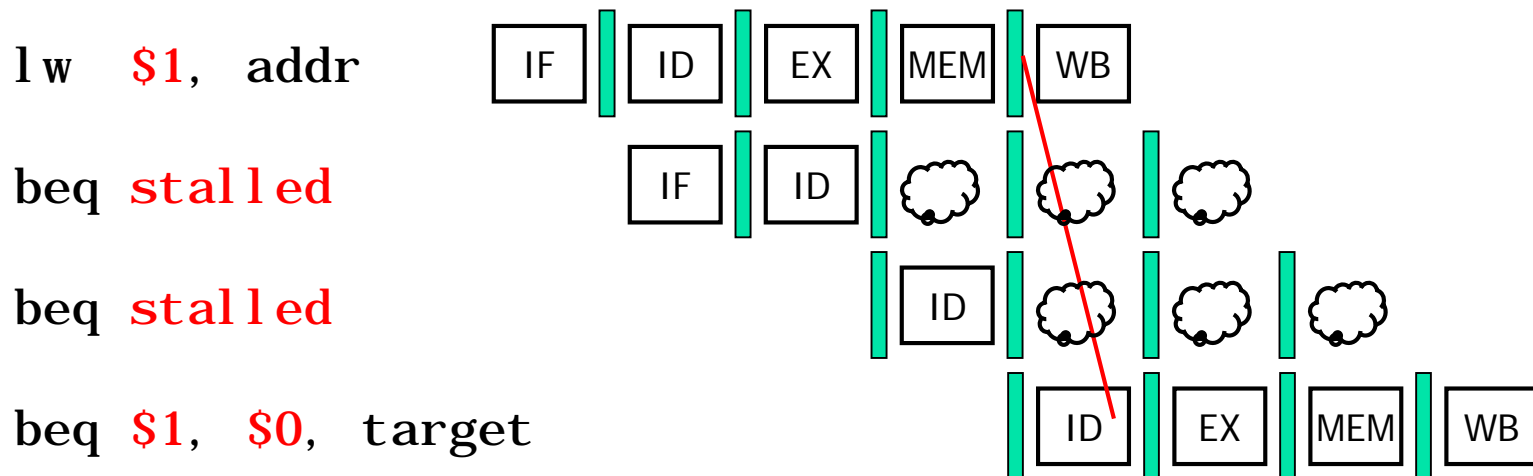 lw $1, addr IF ID EX MEM WB
beq stalled IF ID
beq stalled ID
beq $1, $0, target ID EX MEM WB